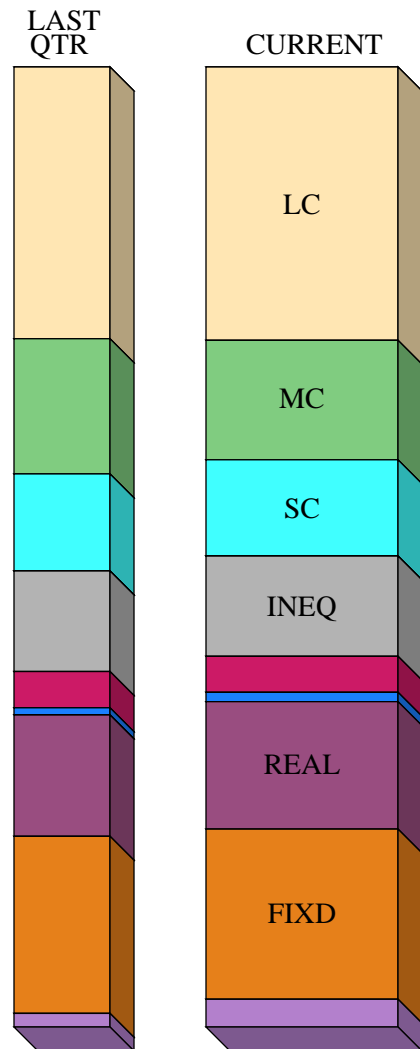 LAST
QTR
CURRENT
LC
MC
SC
INEQ
REAL
FIXD